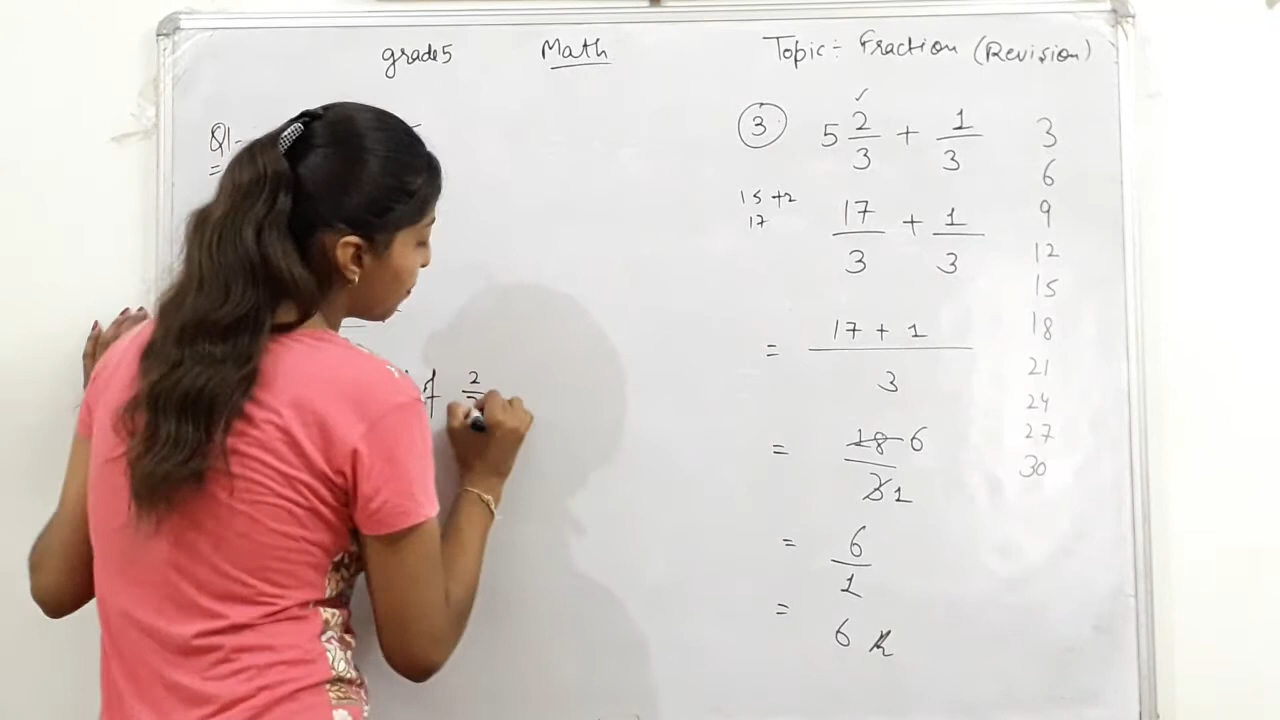 grade5 Math Topic:- Fraction (Revision)
Q1-
=
2
③ 5 2/3 + 1/3
15 +2
17
17/3 + 1/3
= 17 + 1 / 3
= 18 6 / 3 1
= 6/1
= 6
3
6
9
12
15
18
21
24
27
30